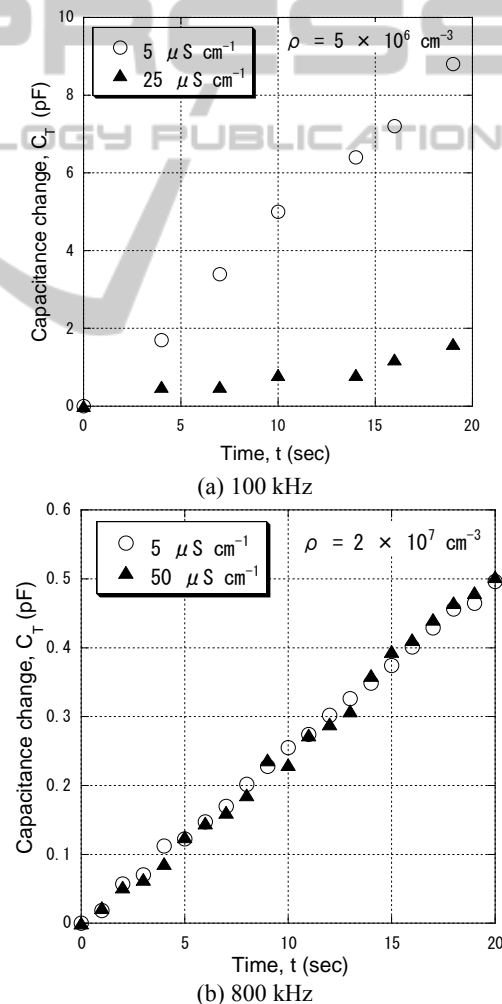 PRESS
LOGY PUBLICATION
10
8
6
4
2
0
Capacitance change, C_T (pF)
○ 5 μS cm⁻¹
▲ 25 μS cm⁻¹
ρ = 5 × 10⁶ cm⁻³
0 5 10 15 20
Time, t (sec)
(a) 100 kHz
0.6
0.5
0.4
0.3
0.2
0.1
0
Capacitance change, C_T (pF)
○ 5 μS cm⁻¹
▲ 50 μS cm⁻¹
ρ = 2 × 10⁷ cm⁻³
0 5 10 15 20
Time, t (sec)
(b) 800 kHz